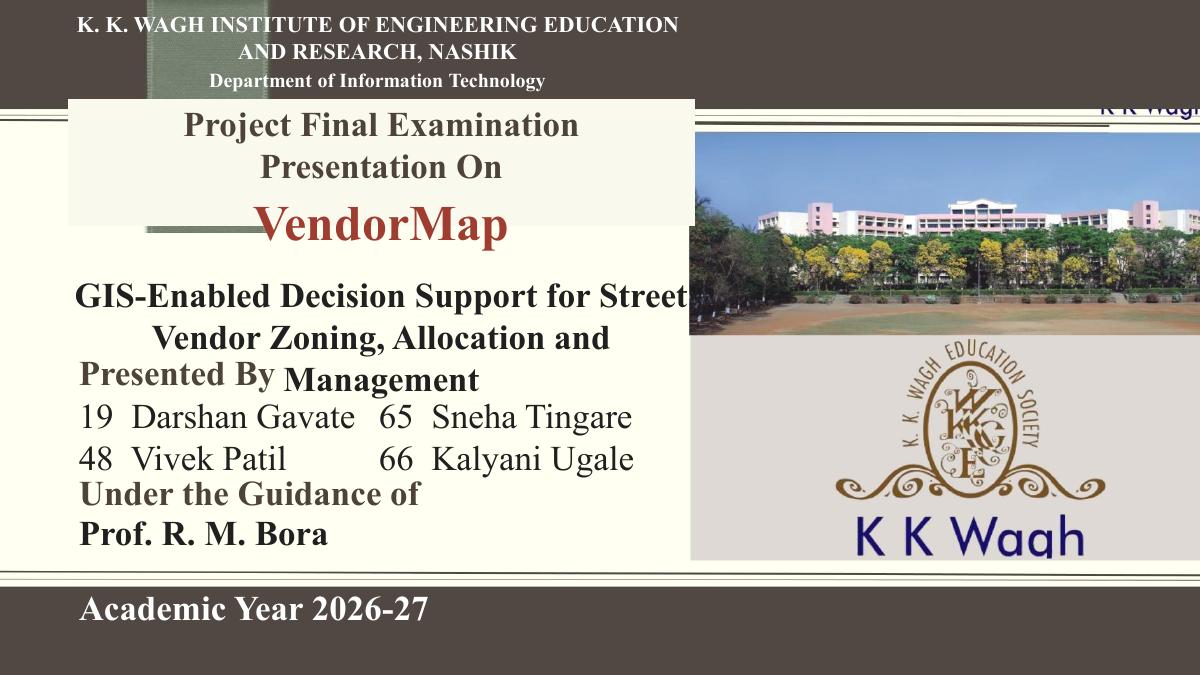 K. K. WAGH INSTITUTE OF ENGINEERING EDUCATION
AND RESEARCH, NASHIK
Department of Information Technology
K K Wagh
Project Final Examination
Presentation On
VendorMap
GIS-Enabled Decision Support for Street
Vendor Zoning, Allocation and
Management
Presented By
19 Darshan Gavate 65 Sneha Tingare
48 Vivek Patil 66 Kalyani Ugale
Under the Guidance of
Prof. R. M. Bora
K. K. WAGH EDUCATION SOCIETY
K K Wagh
Academic Year 2026-27